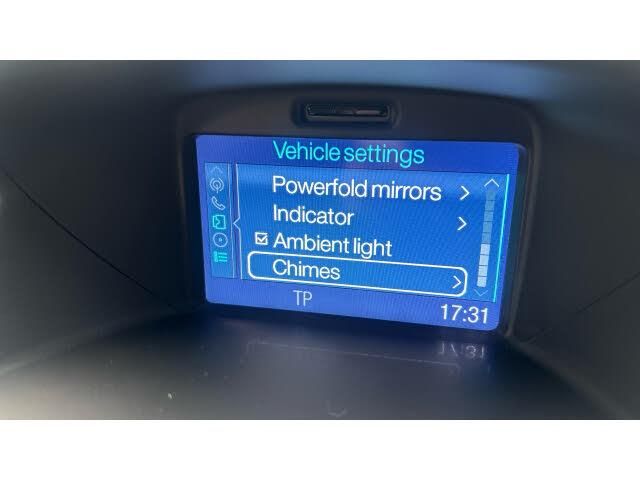 Vehicle settings
Powerfold mirrors
Indicator
Ambient light
Chimes
TP
17:31